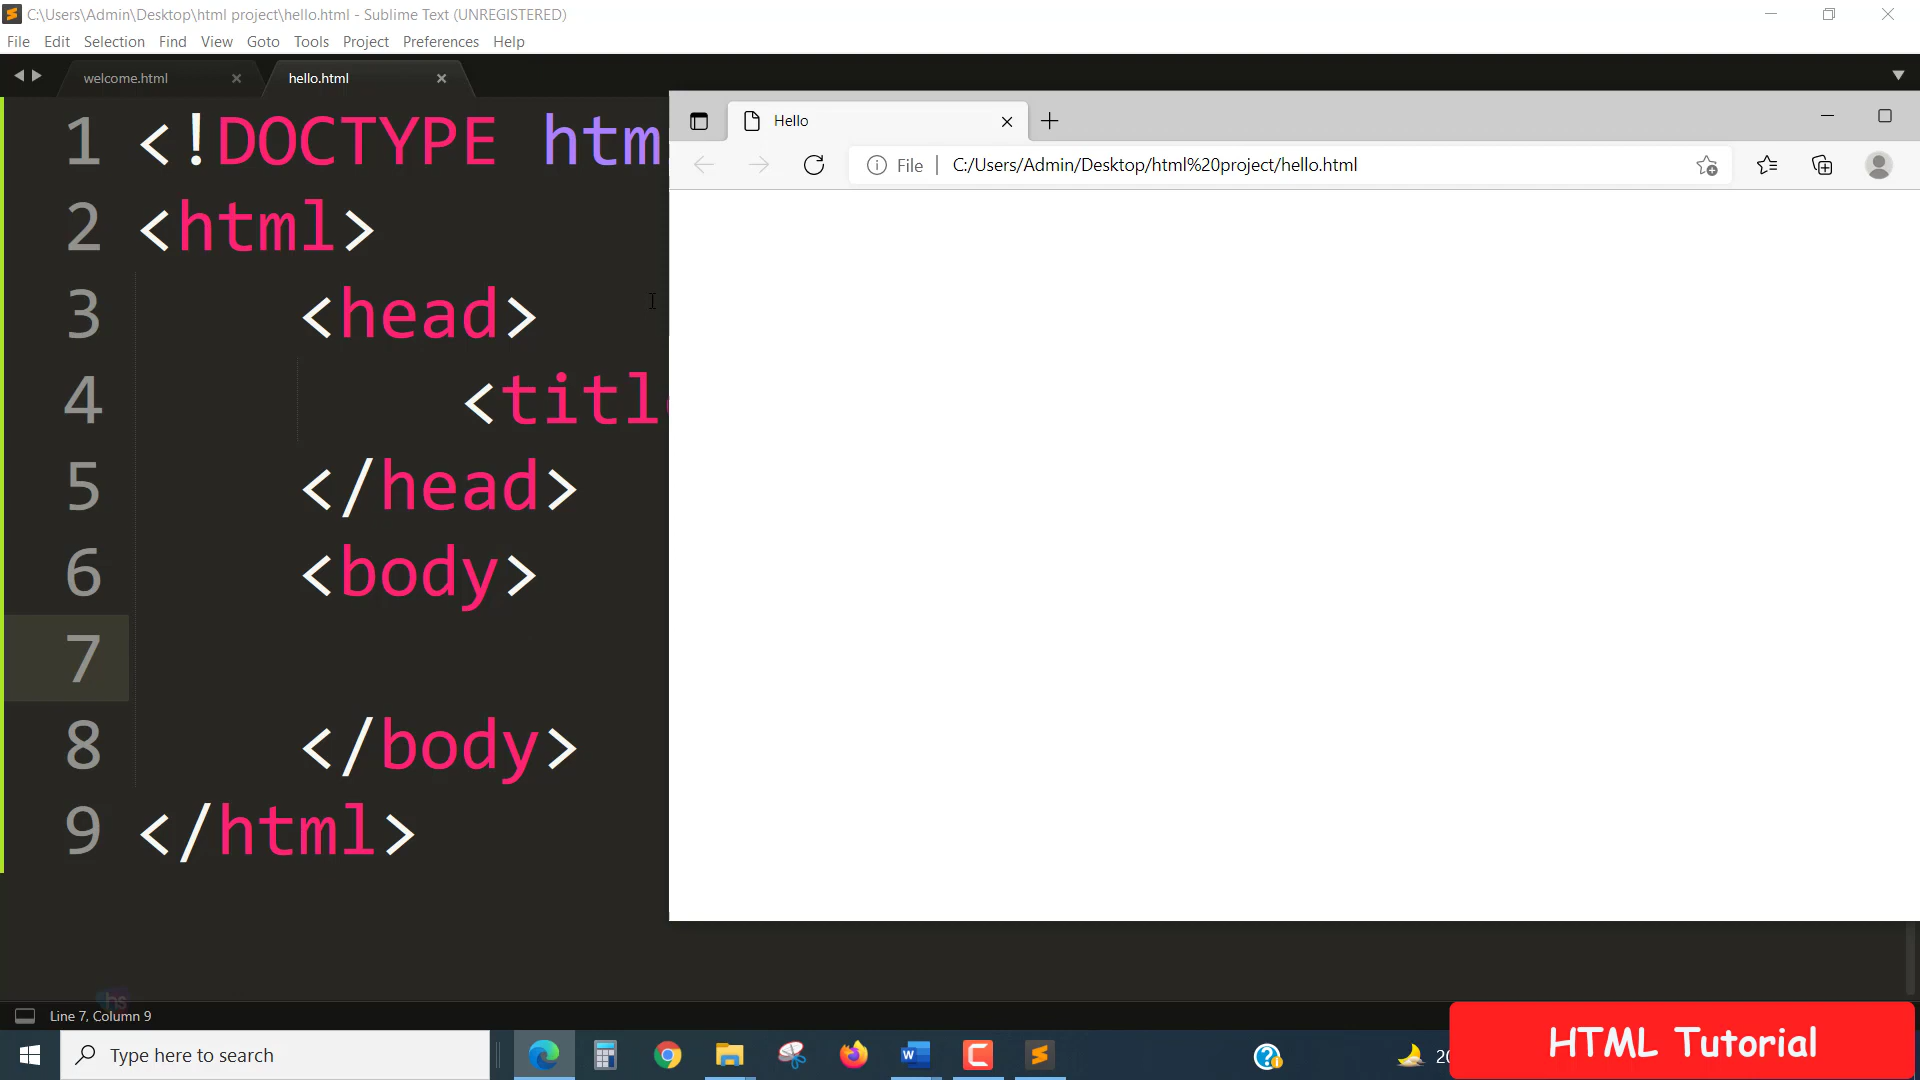 C:\Users\Admin\Desktop\html project\hello.html - Sublime Text (UNREGISTERED)
File Edit Selection Find View Goto Tools Project Preferences Help
welcome.html hello.html
1 <!DOCTYPE htm
2 <html>
3 <head>
4 <titl
5 </head>
6 <body>
7
8 </body>
9 </html>
Hello
File C:/Users/Admin/Desktop/html%20project/hello.html
hs
Line 7, Column 9
Type here to search
20
HTML Tutorial